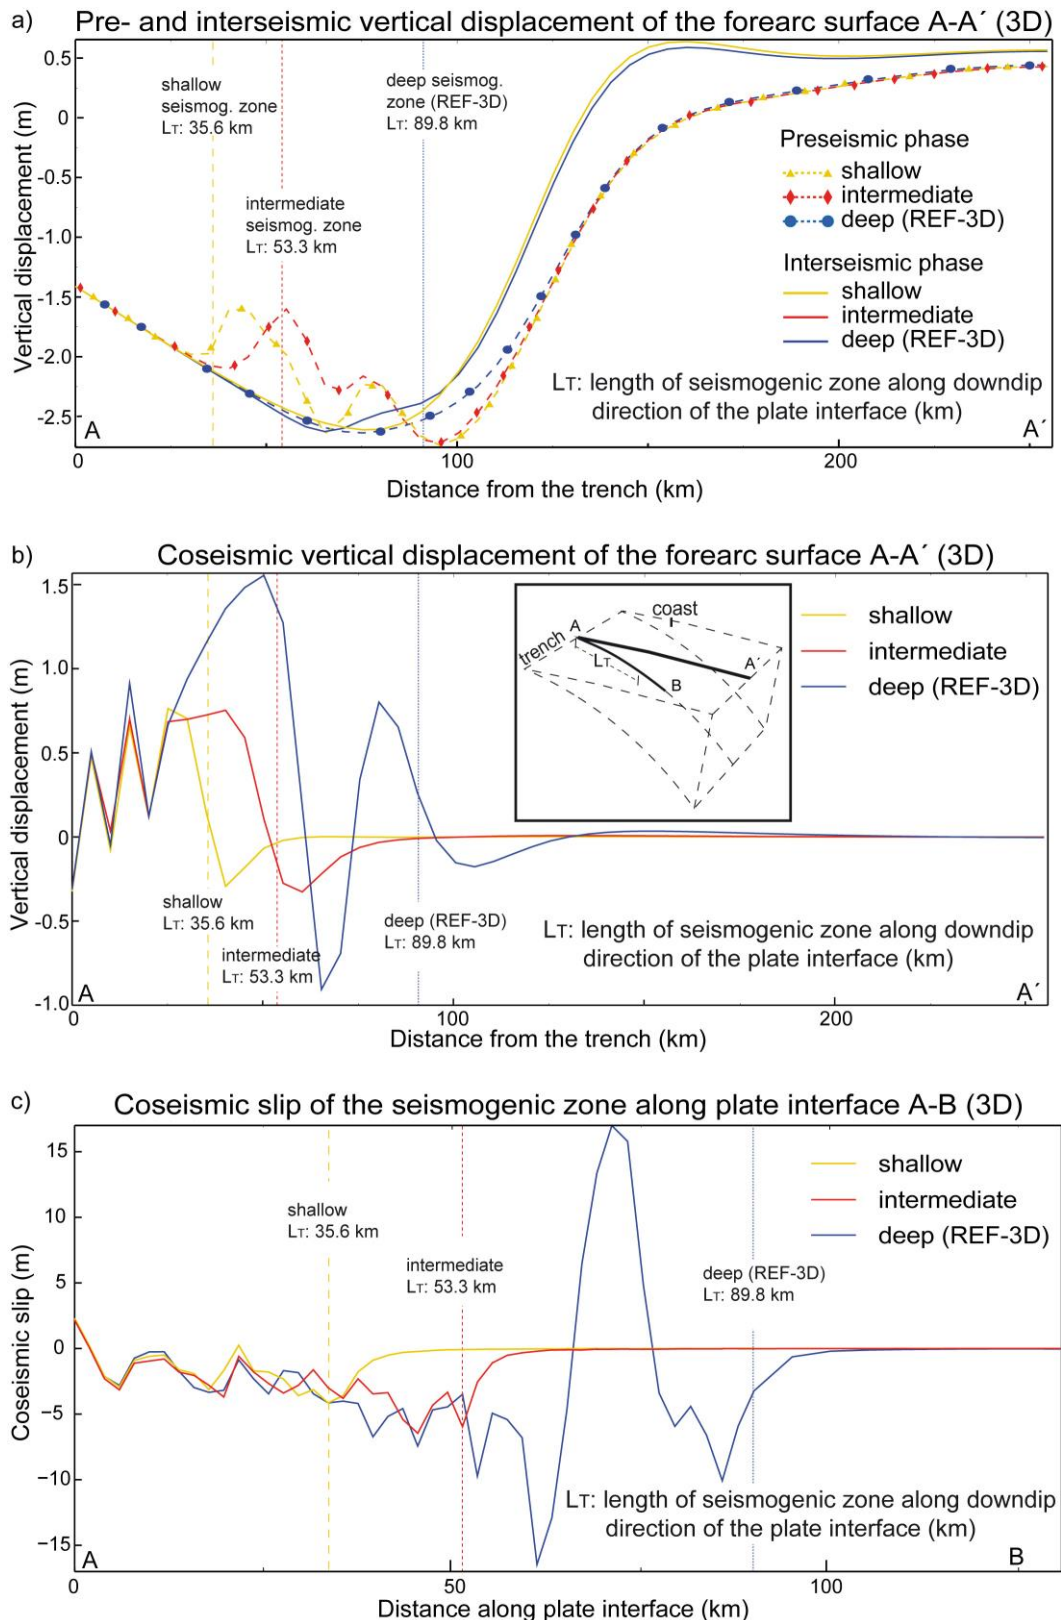 a) Pre- and interseismic vertical displacement of the forearc surface A-A´ (3D)
Vertical displacement (m)
0.5
0
-0.5
-1.0
-1.5
-2.0
-2.5
shallow
seismog. zone
LT: 35.6 km
intermediate
seismog. zone
LT: 53.3 km
deep seismog.
zone (REF-3D)
LT: 89.8 km
Preseismic phase
shallow
intermediate
deep (REF-3D)
Interseismic phase
shallow
intermediate
deep (REF-3D)
LT: length of seismogenic zone along downdip
direction of the plate interface (km)
A
A´
0
100
200
Distance from the trench (km)
b) Coseismic vertical displacement of the forearc surface A-A´ (3D)
Vertical displacement (m)
1.5
1.0
0.5
0
-0.5
-1.0
coast
A
trench
LT
B
A´
shallow
intermediate
deep (REF-3D)
shallow
LT: 35.6 km
intermediate
LT: 53.3 km
deep (REF-3D)
LT: 89.8 km
LT: length of seismogenic zone along downdip
direction of the plate interface (km)
A
A´
0
100
200
Distance from the trench (km)
c) Coseismic slip of the seismogenic zone along plate interface A-B (3D)
Coseismic slip (m)
15
10
5
0
−5
−10
−15
shallow
LT: 35.6 km
intermediate
LT: 53.3 km
deep (REF-3D)
LT: 89.8 km
shallow
intermediate
deep (REF-3D)
LT: length of seismogenic zone along downdip
direction of the plate interface (km)
A
B
0
50
100
Distance along plate interface (km)